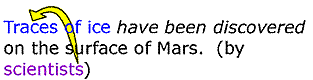 Traces of ice have been discovered
on the surface of Mars. (by
scientists)